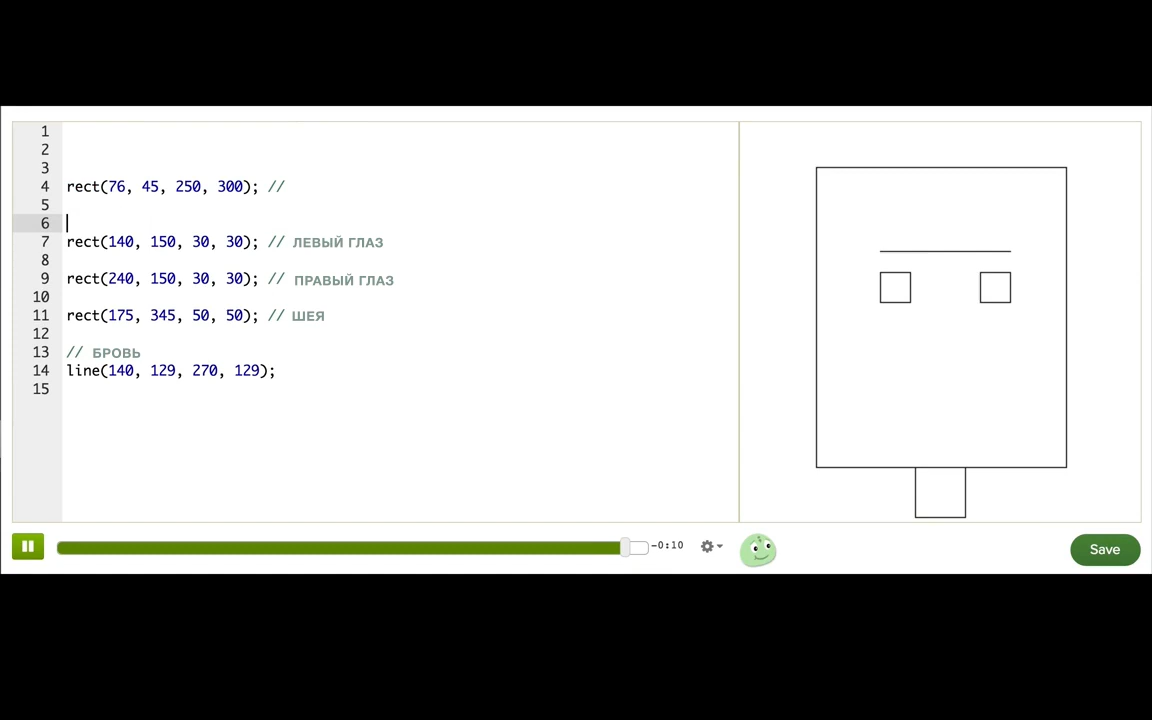 1
2
3
4 rect(76, 45, 250, 300); //
5
6
7 rect(140, 150, 30, 30); // ЛЕВЫЙ ГЛАЗ
8
9 rect(240, 150, 30, 30); // ПРАВЫЙ ГЛАЗ
10
11 rect(175, 345, 50, 50); // ШЕЯ
12
13 // БРОВЬ
14 line(140, 129, 270, 129);
15
-0:10
Save